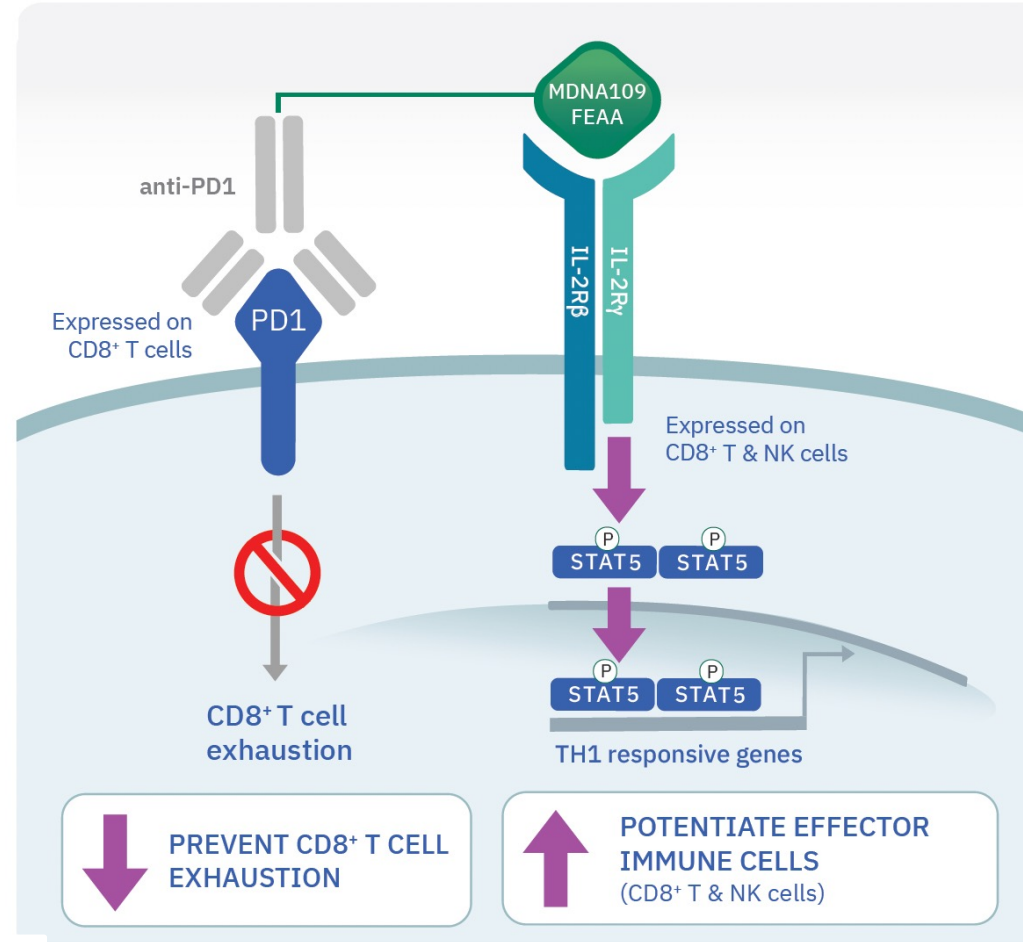 MDNA109
FEAA
anti-PD1
PD1
Expressed on
CD8⁺ T cells
IL-2Rβ
IL-2Rγ
Expressed on
CD8⁺ T & NK cells
P
P
STAT5
STAT5
P
P
STAT5
STAT5
CD8⁺ T cell
exhaustion
TH1 responsive genes
PREVENT CD8⁺ T CELL
EXHAUSTION
POTENTIATE EFFECTOR
IMMUNE CELLS
(CD8⁺ T & NK cells)